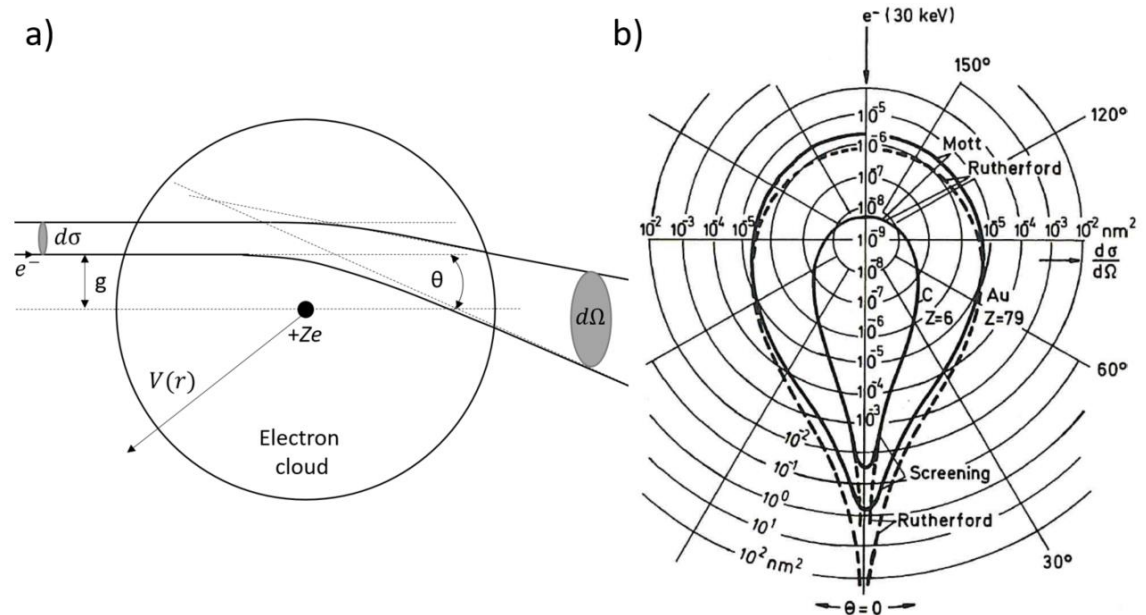 a)
dσ
e⁻
g
θ
+Ze
V(r)
Electron
cloud
dΩ
b)
e⁻ (30 keV)
150°
120°
10⁻⁵
10⁻⁶
Mott
Rutherford
10⁻⁷
10⁻⁸
10⁻² 10⁻³ 10⁻⁴ 10⁻⁵ 10⁻⁹ 10⁻⁵ 10⁻⁴ 10⁻³ 10⁻² nm²
dσ
dΩ
10⁻⁸
10⁻⁷
C
Z=6
Au
Z=79
10⁻⁶
10⁻⁵
60°
10⁻⁴
10⁻³
10⁻²
10⁻¹
Screening
10⁰
10¹
Rutherford
10² nm²
30°
θ=0